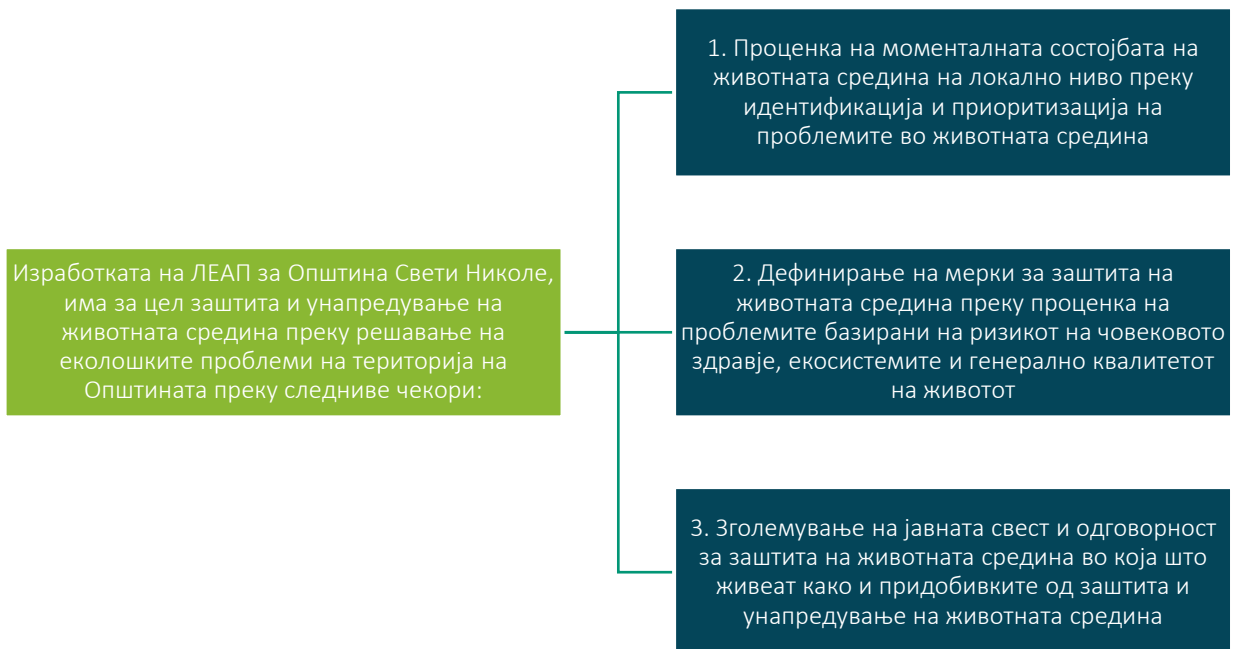 Изработката на ЛЕАП за Општина Свети Николе,
има за цел заштита и унапредување на
животната средина преку решавање на
еколошките проблеми на територија на
Општината преку следниве чекори:
1. Проценка на моменталната состојбата на
животната средина на локално ниво преку
идентификација и приоритизација на
проблемите во животната средина
2. Дефинирање на мерки за заштита на
животната средина преку проценка на
проблемите базирани на ризикот на човековото
здравје, екосистемите и генерално квалитетот
на животот
3. Зголемување на јавната свест и одговорност
за заштита на животната средина во која што
живеат како и придобивките од заштита и
унапредување на животната средина